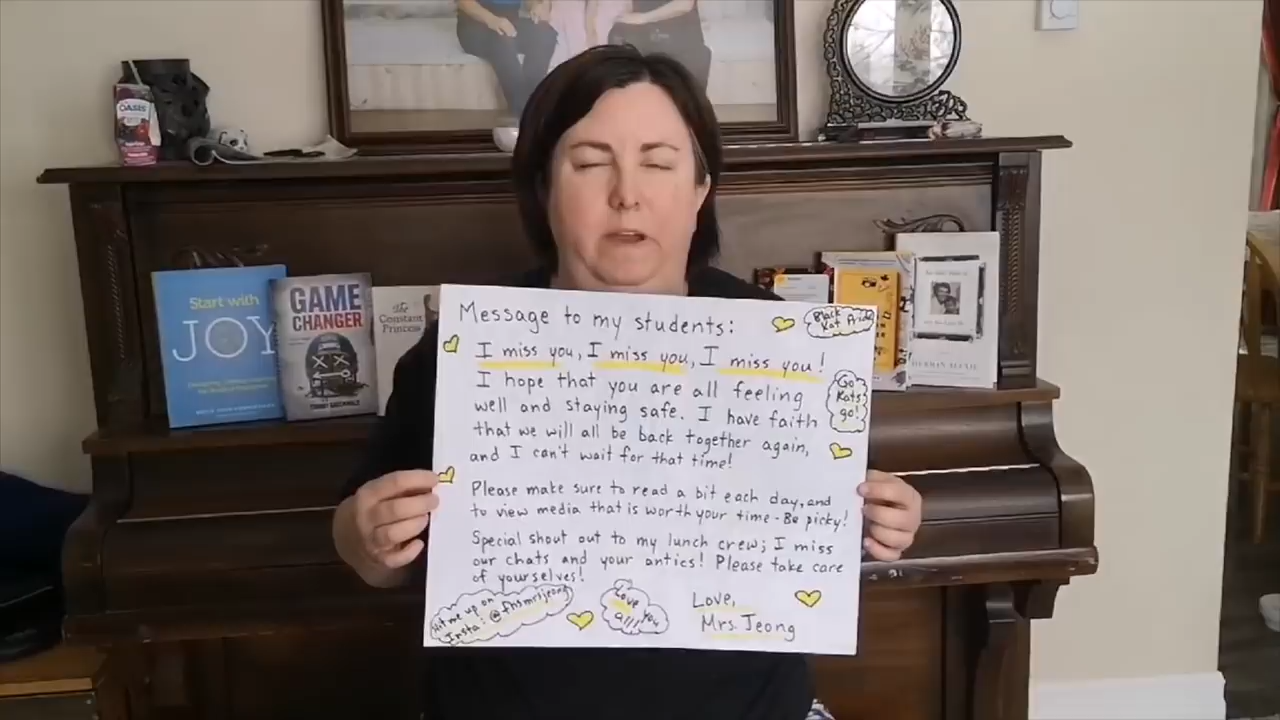 OASIS
Start with
JOY
GAME
CHANGER
TOMMY GREENWALD
The
Constant
Princess
Message to my students:
Black
Kat Pride
I miss you, I miss you, I miss you!
I hope that you are all feeling
well and staying safe. I have faith
that we will all be back together again,
and I can't wait for that time!
Go
Kats
go!
Please make sure to read a bit each day, and
to view media that is worth your time - Be picky!
Special shout out to my lunch crew; I miss
our chats and your antics! Please take care
of yourselves!
Hit me up on
Insta: @fhsmrsjeong
Love you
all!
Love,
Mrs. Jeong